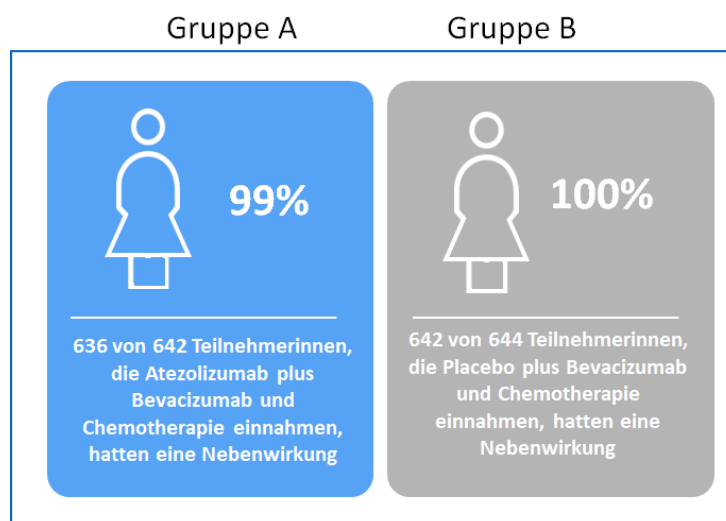 Gruppe A
Gruppe B
99%
636 von 642 Teilnehmerinnen,
die Atezolizumab plus
Bevacizumab und
Chemotherapie einnahmen,
hatten eine Nebenwirkung
100%
642 von 644 Teilnehmerinnen,
die Placebo plus Bevacizumab
und Chemotherapie
einnahmen, hatten eine
Nebenwirkung